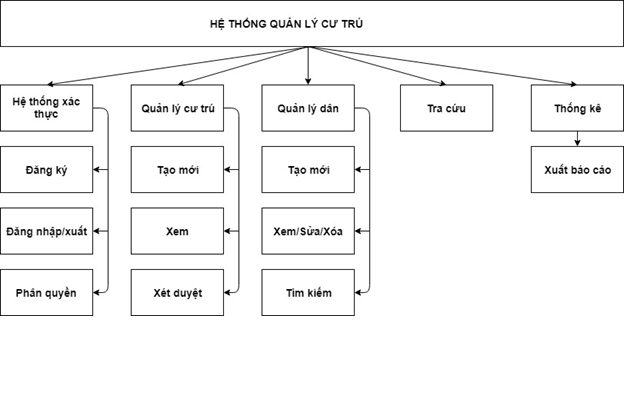 HỆ THỐNG QUẢN LÝ CƯ TRÚ
Hệ thống xác
thực
Quản lý cư trú
Quản lý dân
Tra cứu
Thống kê
Đăng ký
Tạo mới
Tạo mới
Xuất báo cáo
Đăng nhập/xuất
Xem
Xem/Sửa/Xóa
Phân quyền
Xét duyệt
Tìm kiếm